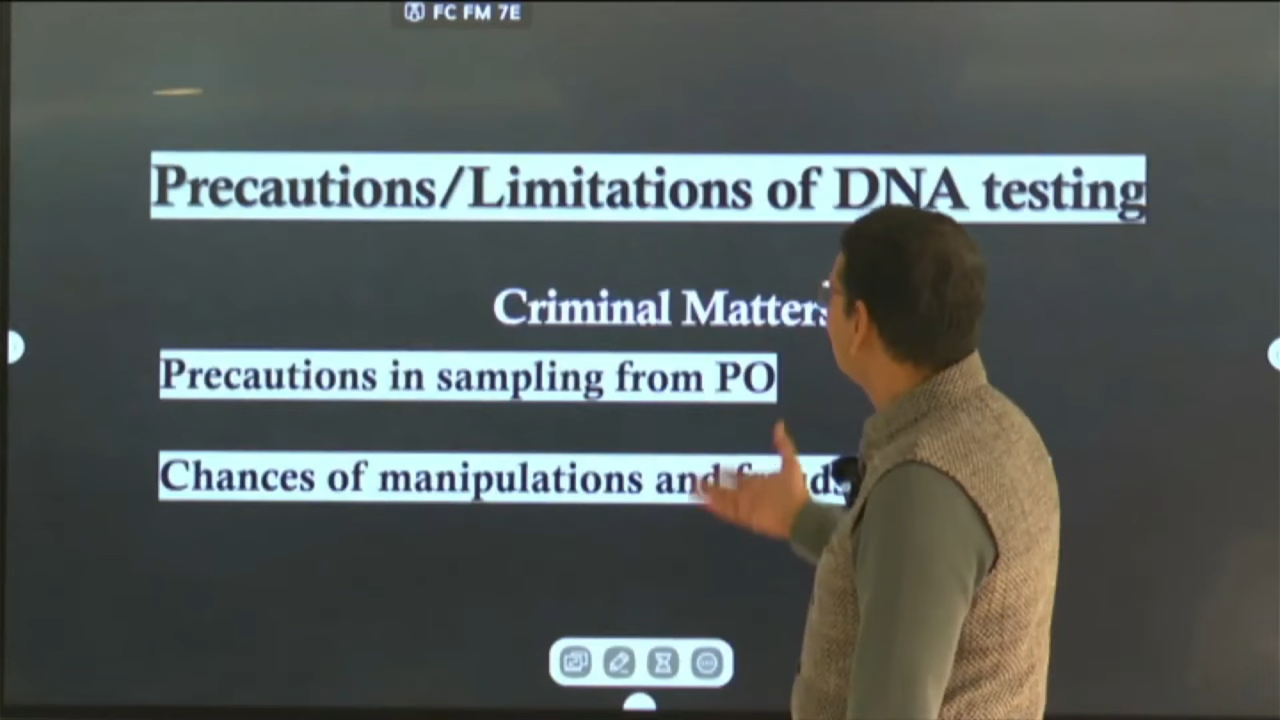 FC FM 7E
Precautions/Limitations of DNA testing
Criminal Matters
Precautions in sampling from PO
Chances of manipulations and